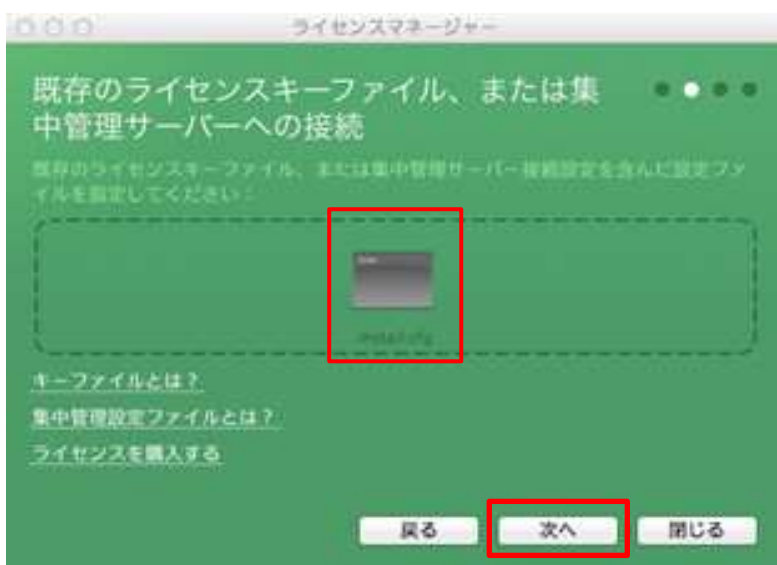 ライセンスマネージャー
既存のライセンスキーファイル、または集
中管理サーバーへの接続
既存のライセンスキーファイル、または集中管理サーバー接続設定を含んだ設定ファ
イルを指定してください：
install.cfg
キーファイルとは？
集中管理設定ファイルとは？
ライセンスを購入する
戻る
次へ
閉じる